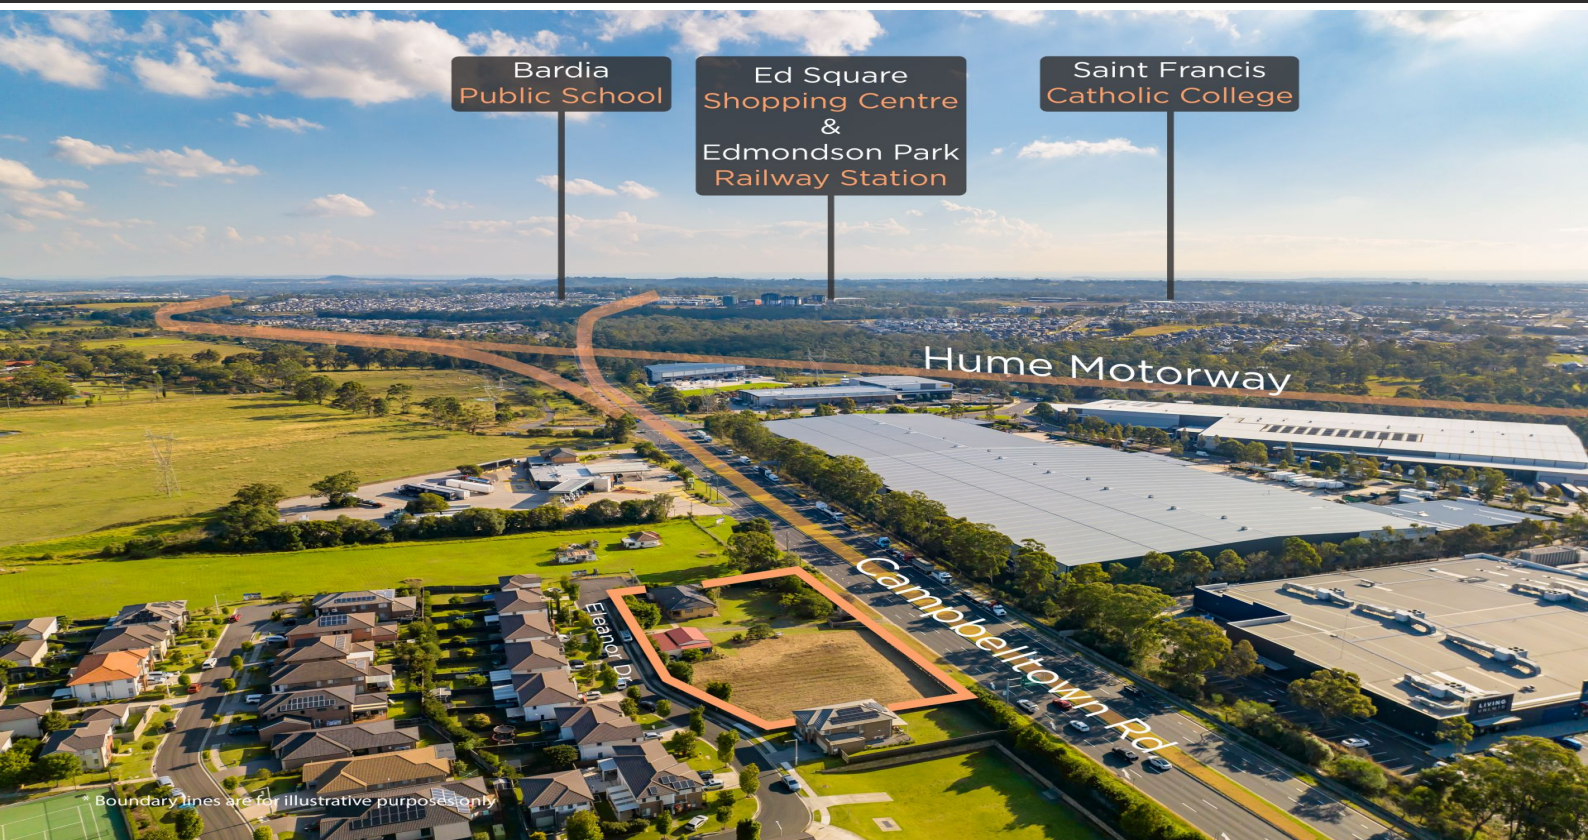 Bardia
Public School
Ed Square
Shopping Centre
&
Edmondson Park
Railway Station
Saint Francis
Catholic College
Hume Motorway
Campbelltown Rd
Eleanor Dr
LIVING
* Boundary lines are for illustrative purposes only